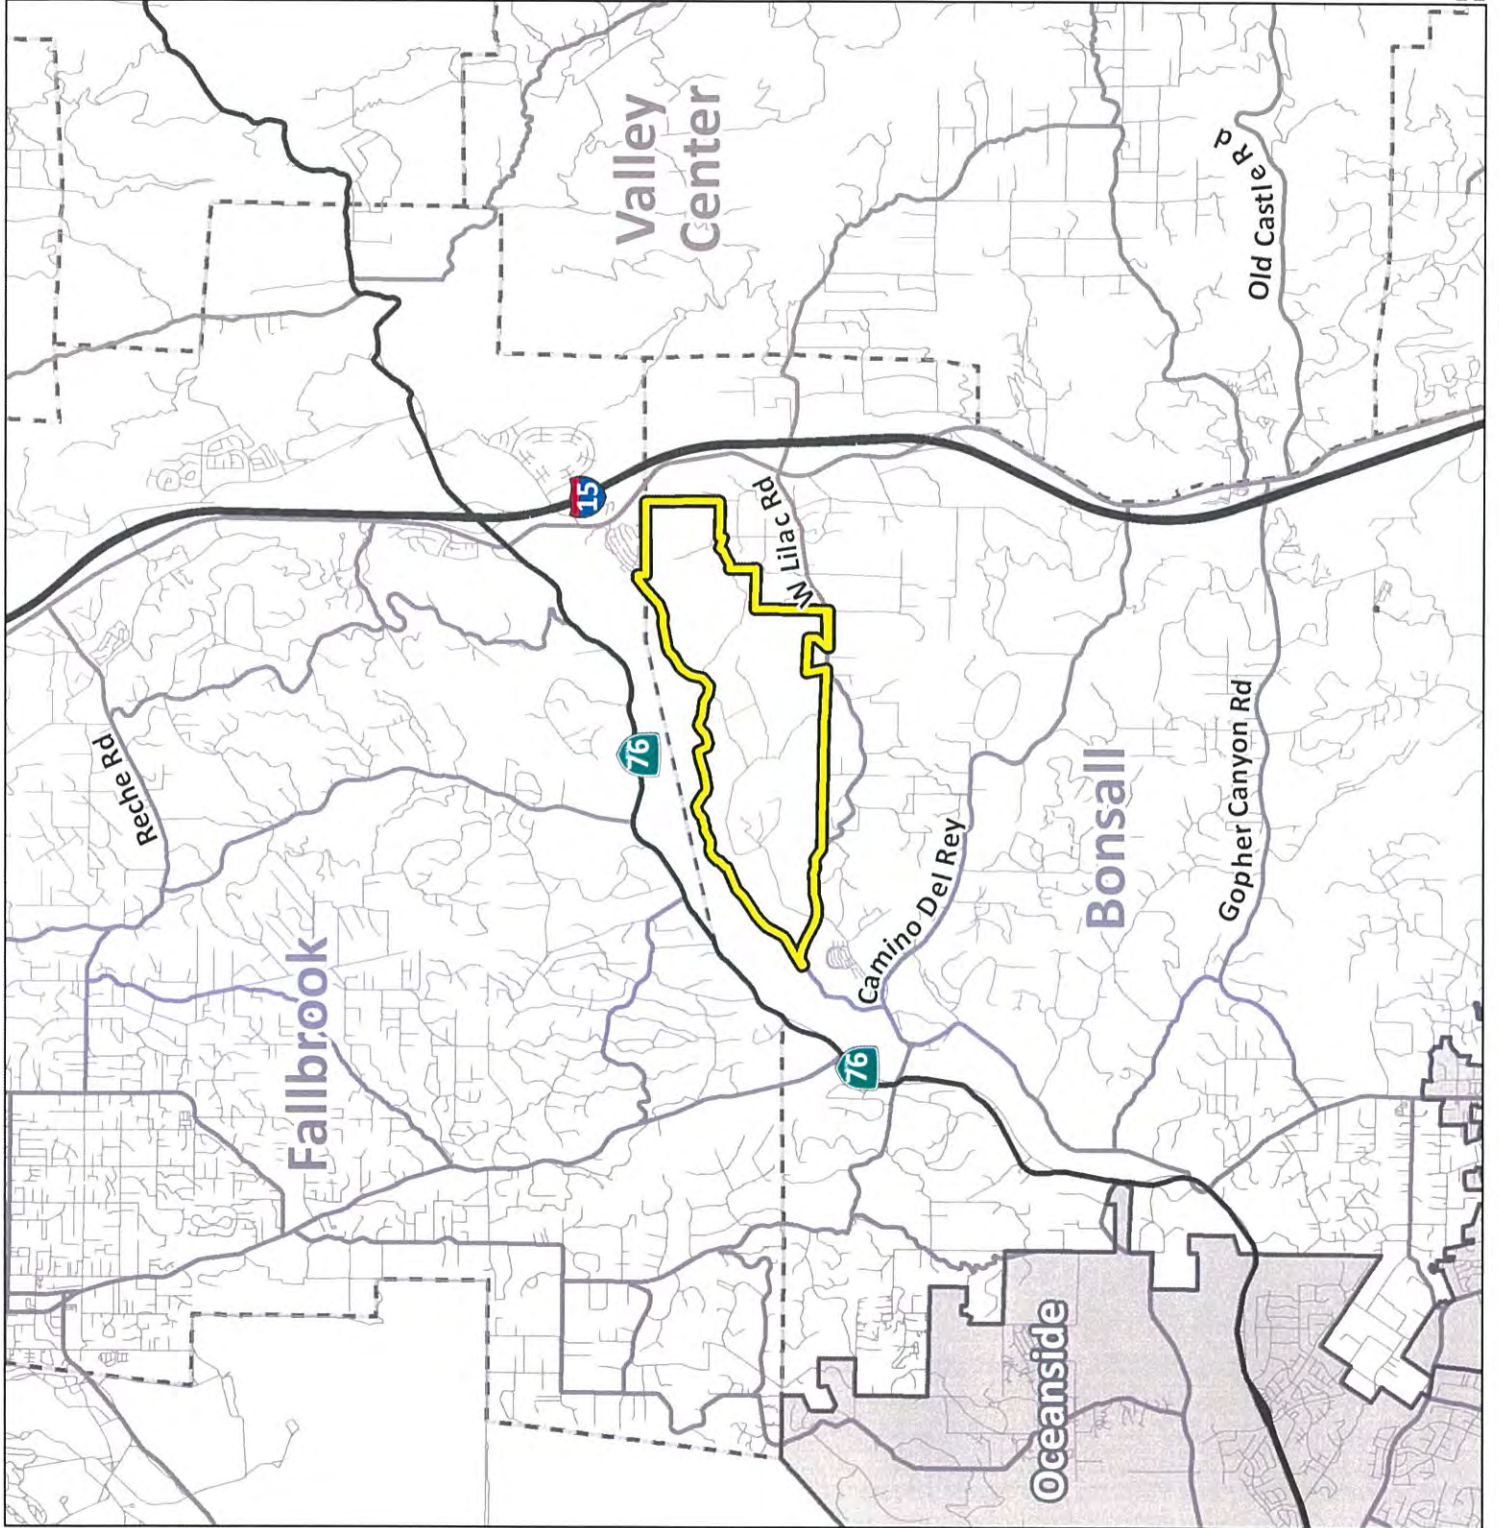 Reche Rd
Fallbrook
15
76
Valley
Center
W Lilac Rd
76
Camino Del Rey
Bonsall
Old Castle Rd
Gopher Canyon Rd
Oceanside